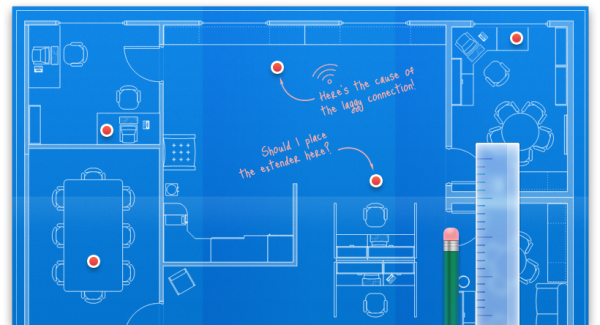 Here's the cause of
the laggy connection!
Should I place
the extender here?